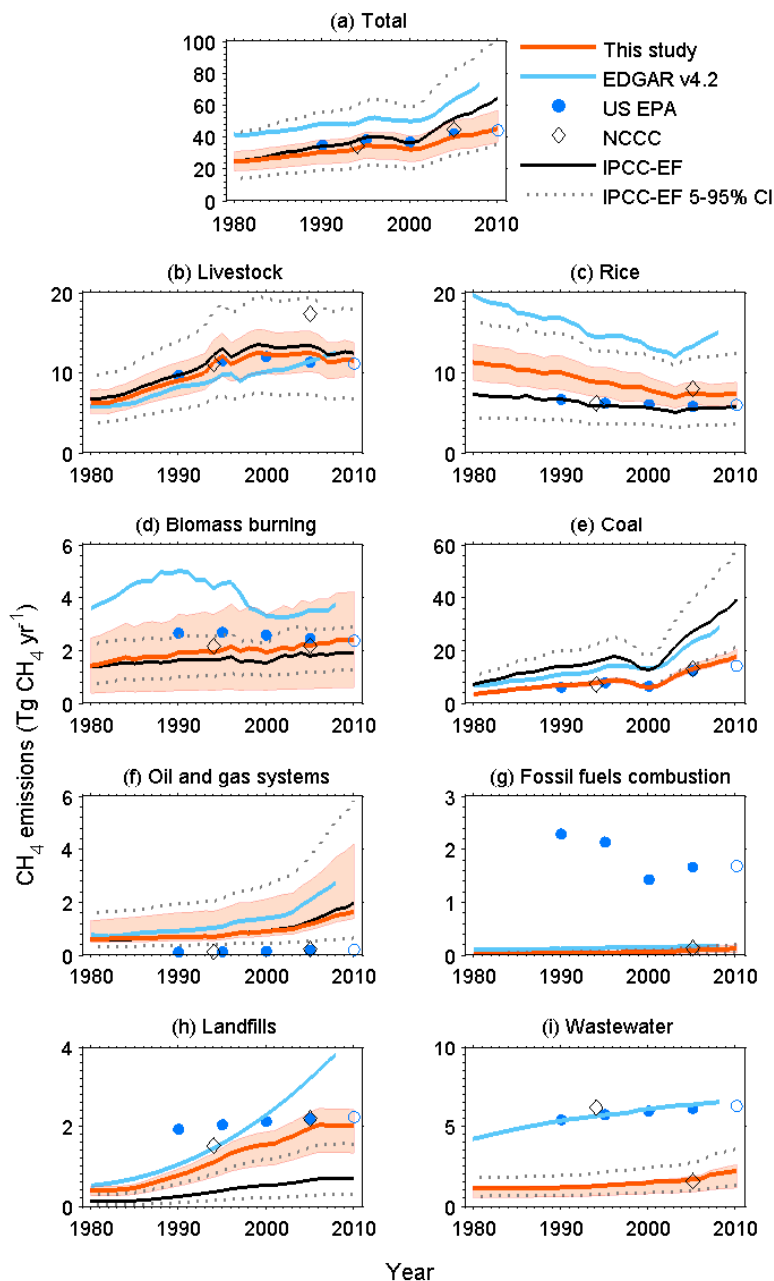 (a) Total
100
80
60
40
20
0
1980 1990 2000 2010
This study
EDGAR v4.2
US EPA
NCCC
IPCC-EF
IPCC-EF 5-95% CI
(b) Livestock
20
10
0
1980 1990 2000 2010
(c) Rice
20
10
0
1980 1990 2000 2010
(d) Biomass burning
6
4
2
0
1980 1990 2000 2010
(e) Coal
60
40
20
0
1980 1990 2000 2010
CH4 emissions (Tg CH4 yr-1)
(f) Oil and gas systems
6
4
2
0
1980 1990 2000 2010
(g) Fossil fuels combustion
3
2
1
0
1980 1990 2000 2010
(h) Landfills
4
2
0
1980 1990 2000 2010
(i) Wastewater
10
5
0
1980 1990 2000 2010
Year